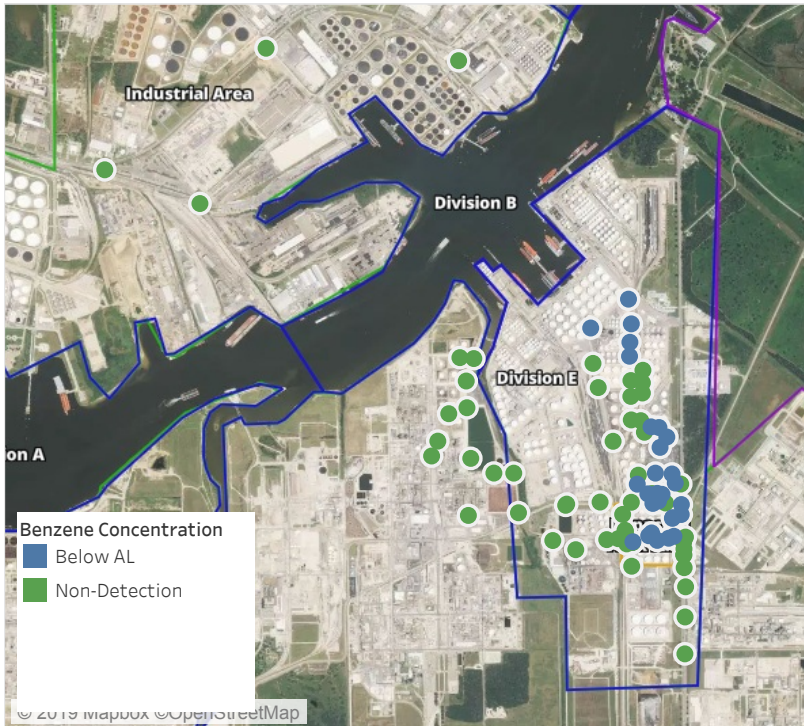 Industrial Area
Division B
Division E
on A
Benzene Concentration
Below AL
Non-Detection
© 2019 Mapbox ©OpenStreetMap